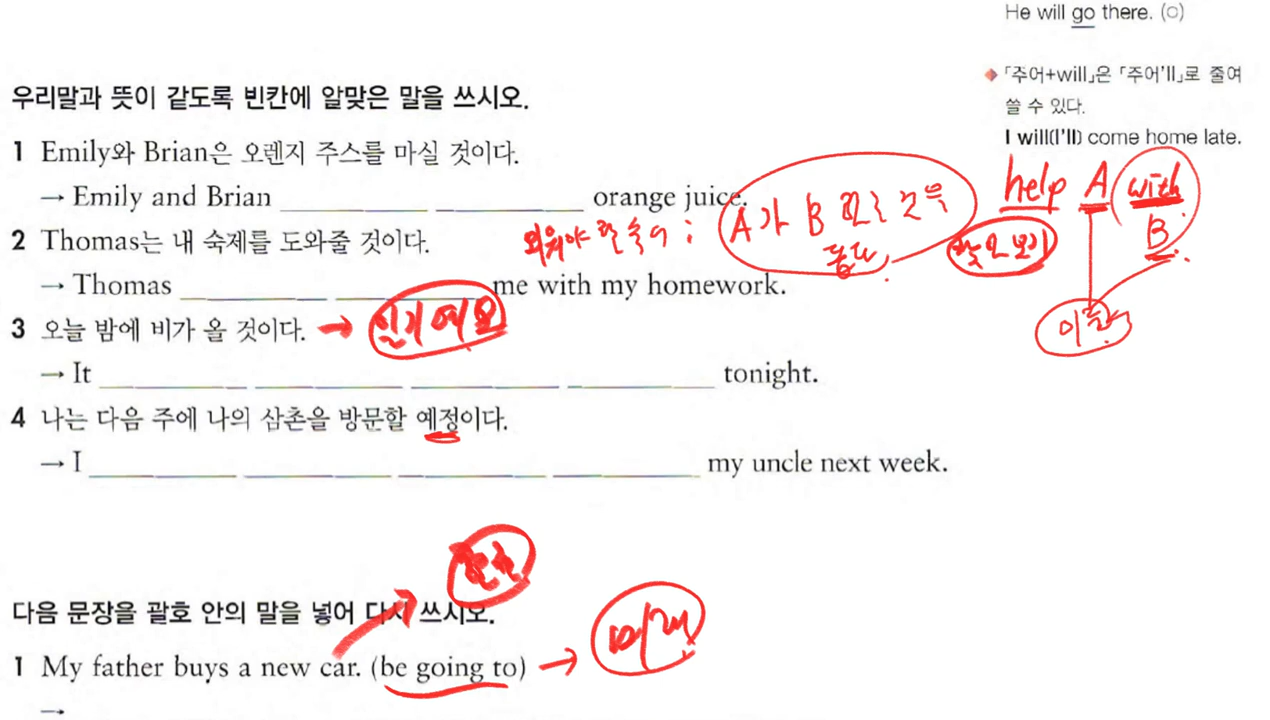 He will go there. (○)
◆「주어+will」은 「주어'll」로 줄여
쓸 수 있다.
I will(I'll) come home late.
우리말과 뜻이 같도록 빈칸에 알맞은 말을 쓰시오.
1 Emily와 Brian은 오렌지 주스를 마실 것이다.
→ Emily and Brian ________ ________ orange juice.
help A with B
2 Thomas는 내 숙제를 도와줄 것이다.
외워야 할 숙어 : A가 B
→ Thomas ________ ________ me with my homework.
3 오늘 밤에 비가 올 것이다. →
→ It ________ ________ ________ ________ tonight.
4 나는 다음 주에 나의 삼촌을 방문할 예정이다.
→ I ________ ________ ________ ________ my uncle next week.
다음 문장을 괄호 안의 말을 넣어 다시 쓰시오.
1 My father buys a new car. (be going to) → 미래
→